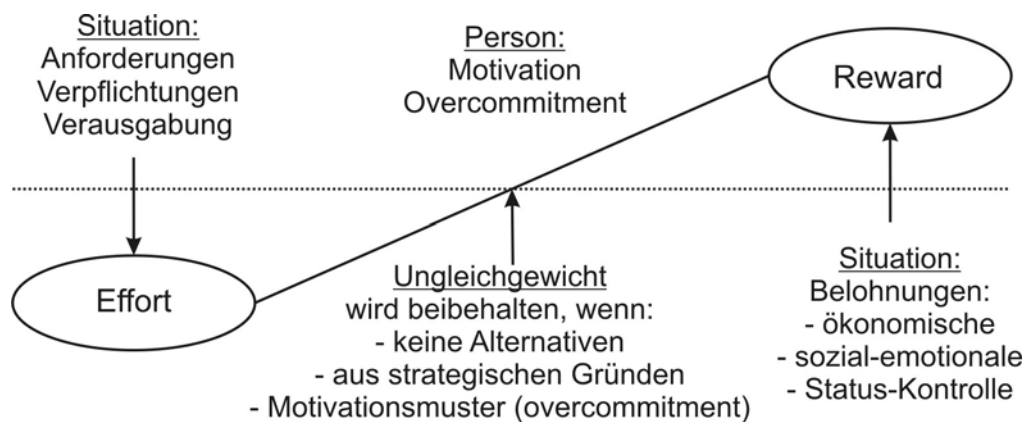 Situation:
Anforderungen
Verpflichtungen
Verausgabung
Person:
Motivation
Overcommitment
Reward
Effort
Ungleichgewicht
wird beibehalten, wenn:
- keine Alternativen
- aus strategischen Gründen
- Motivationsmuster (overcommitment)
Situation:
Belohnungen:
- ökonomische
- sozial-emotionale
- Status-Kontrolle